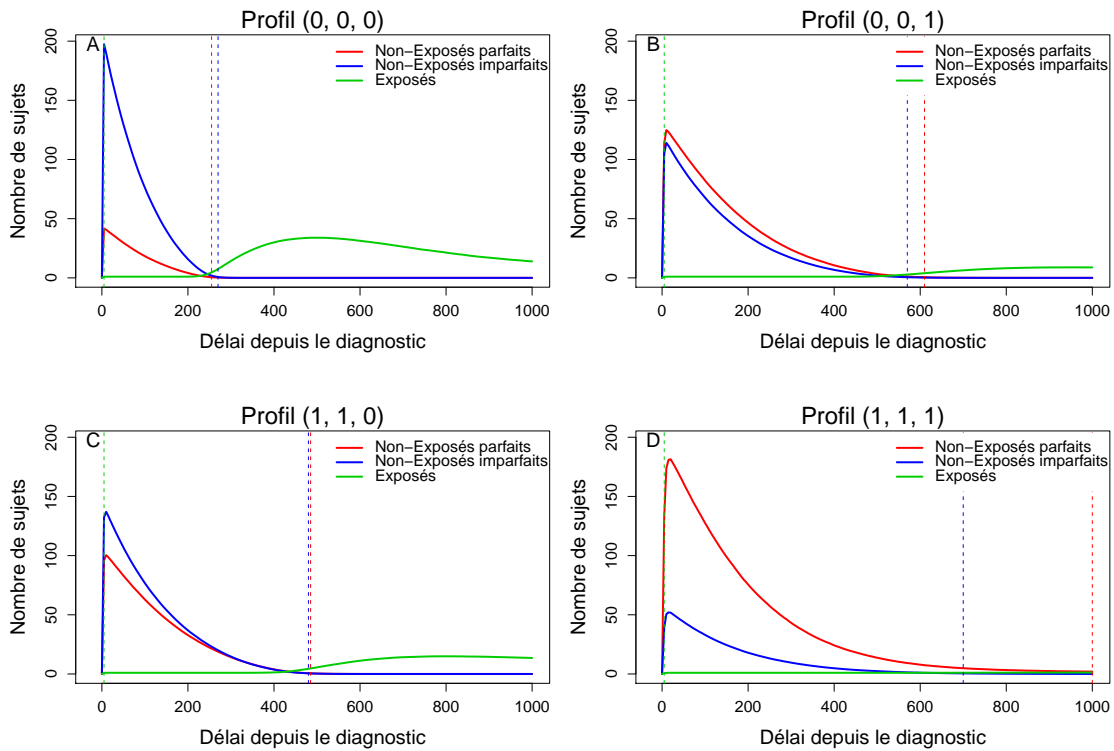 Profil (0, 0, 0)
A
Non−Exposés parfaits
Non−Exposés imparfaits
Exposés
Nombre de sujets
0 50 100 150 200
0 200 400 600 800 1000
Délai depuis le diagnostic
Profil (0, 0, 1)
B
Non−Exposés parfaits
Non−Exposés imparfaits
Exposés
Nombre de sujets
0 50 100 150 200
0 200 400 600 800 1000
Délai depuis le diagnostic
Profil (1, 1, 0)
C
Non−Exposés parfaits
Non−Exposés imparfaits
Exposés
Nombre de sujets
0 50 100 150 200
0 200 400 600 800 1000
Délai depuis le diagnostic
Profil (1, 1, 1)
D
Non−Exposés parfaits
Non−Exposés imparfaits
Exposés
Nombre de sujets
0 50 100 150 200
0 200 400 600 800 1000
Délai depuis le diagnostic